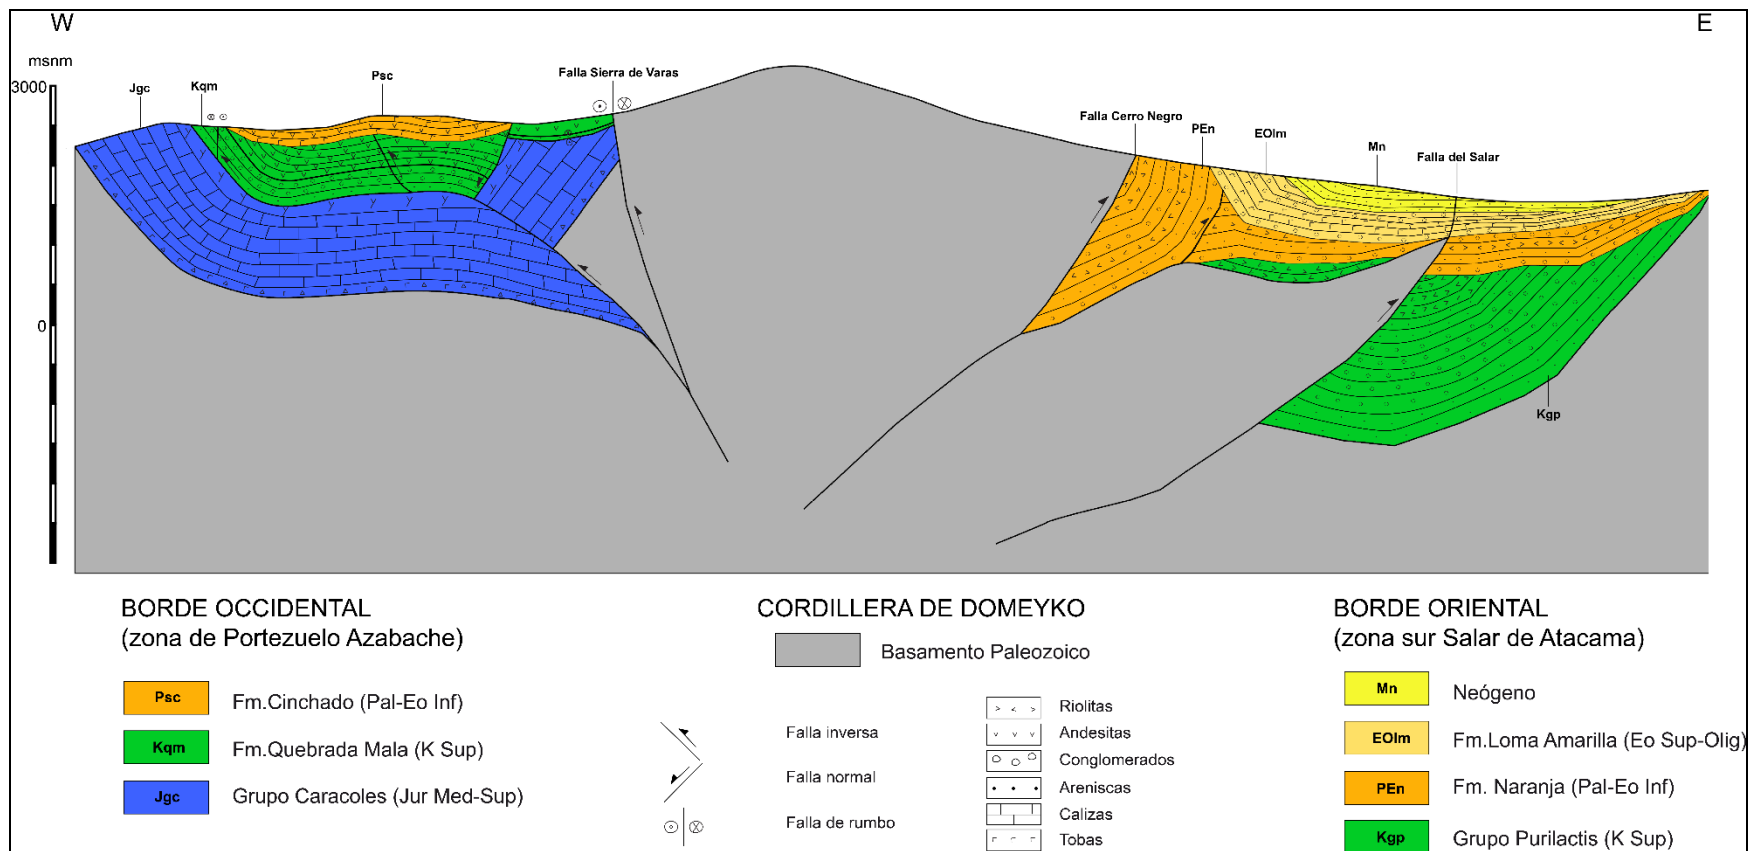 W
E
msnm
3000
0
Jgc
Kqm
Psc
Falla Sierra de Varas
Falla Cerro Negro
PEn
EOlm
Mn
Falla del Salar
Kgp
BORDE OCCIDENTAL
(zona de Portezuelo Azabache)
Psc
Fm.Cinchado (Pal-Eo Inf)
Kqm
Fm.Quebrada Mala (K Sup)
Jgc
Grupo Caracoles (Jur Med-Sup)
CORDILLERA DE DOMEYKO
Basamento Paleozoico
Falla inversa
Falla normal
Falla de rumbo
Riolitas
Andesitas
Conglomerados
Areniscas
Calizas
Tobas
BORDE ORIENTAL
(zona sur Salar de Atacama)
Mn
Neógeno
EOlm
Fm.Loma Amarilla (Eo Sup-Olig)
PEn
Fm. Naranja (Pal-Eo Inf)
Kgp
Grupo Purilactis (K Sup)